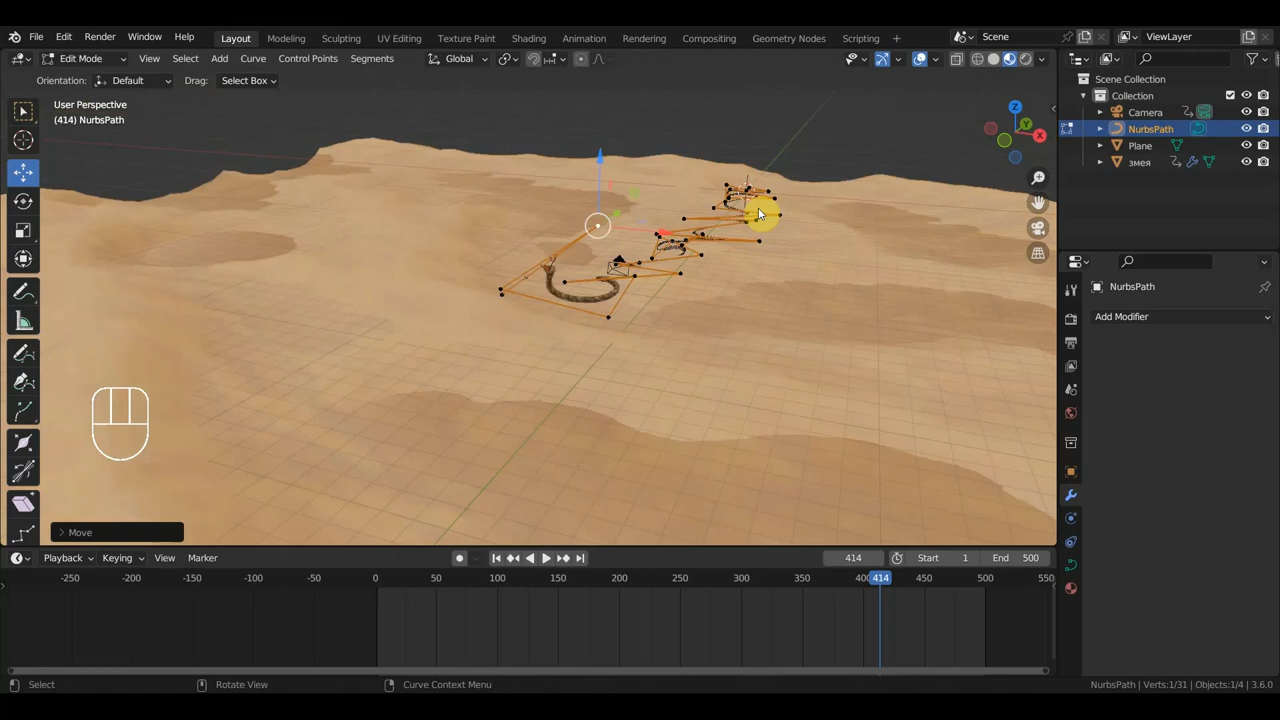 File Edit Render Window Help Layout Modeling Sculpting UV Editing Texture Paint Shading Animation Rendering Compositing Geometry Nodes Scripting + Scene ViewLayer
Edit Mode View Select Add Curve Control Points Segments Global
Orientation: Default Drag: Select Box
User Perspective
(414) NurbsPath
Z
Y
X
Scene Collection
Collection
Camera
NurbsPath
Plane
змея
NurbsPath
Add Modifier
> Move
Playback Keying View Marker 414 Start 1 End 500
-250 -200 -150 -100 -50 0 50 100 150 200 250 300 350 400 414 450 500 550
Select Rotate View Curve Context Menu NurbsPath | Verts:1/31 | Objects:1/4 | 3.6.0